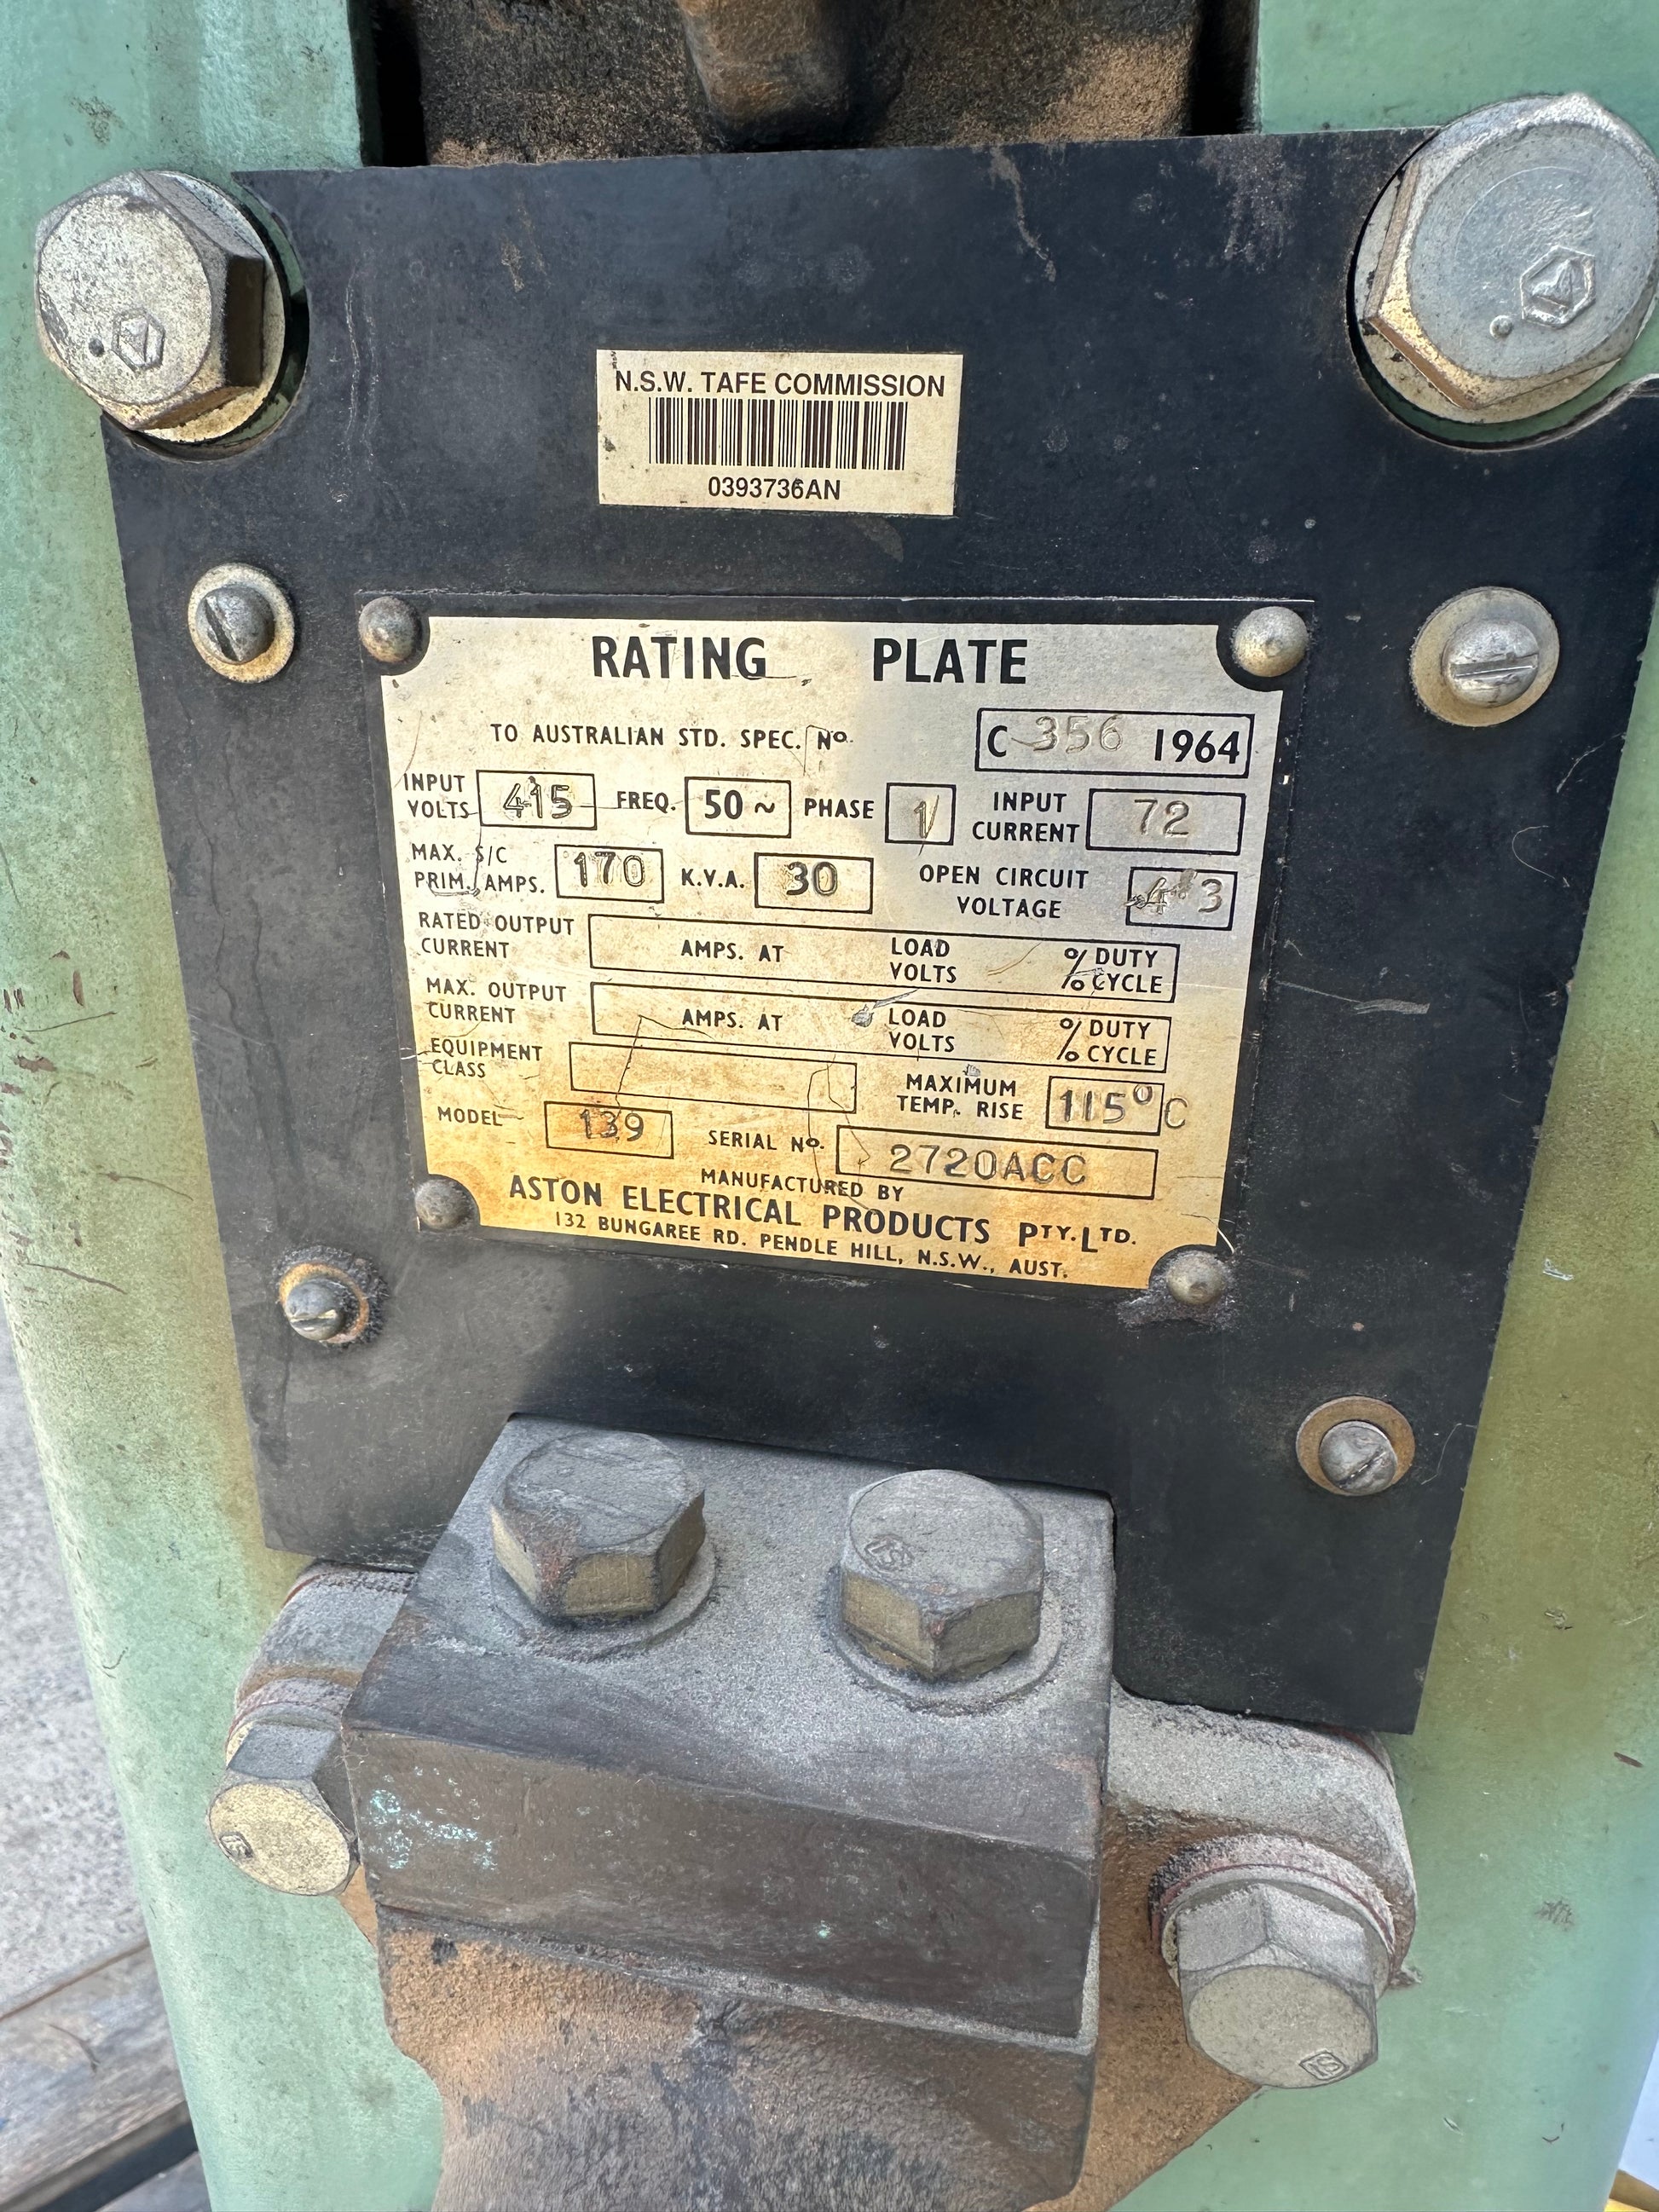 N.S.W. TAFE COMMISSION
0393736AN
RATING PLATE
TO AUSTRALIAN STD. SPEC. No. C 356 1964
INPUT VOLTS 415 FREQ. 50 ~ PHASE 1 INPUT CURRENT 72
MAX. S/C PRIM. AMPS. 170 K.V.A. 30 OPEN CIRCUIT VOLTAGE 4.3
RATED OUTPUT CURRENT AMPS. AT LOAD VOLTS % DUTY CYCLE
MAX. OUTPUT CURRENT AMPS. AT LOAD VOLTS % DUTY CYCLE
EQUIPMENT CLASS MAXIMUM TEMP. RISE 115°C
MODEL 139 SERIAL No. 2720ACC
MANUFACTURED BY
ASTON ELECTRICAL PRODUCTS PTY. LTD.
132 BUNGAREE RD. PENDLE HILL, N.S.W., AUST.